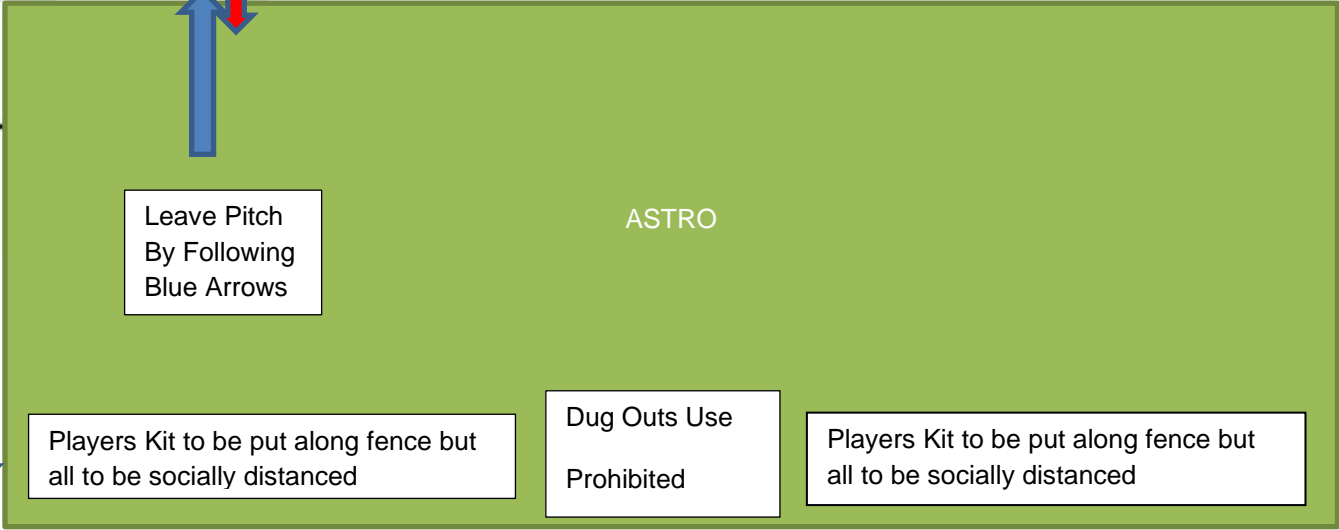 ASTRO
Leave Pitch
By Following
Blue Arrows
Players Kit to be put along fence but
all to be socially distanced
Dug Outs Use
Prohibited
Players Kit to be put along fence but
all to be socially distanced